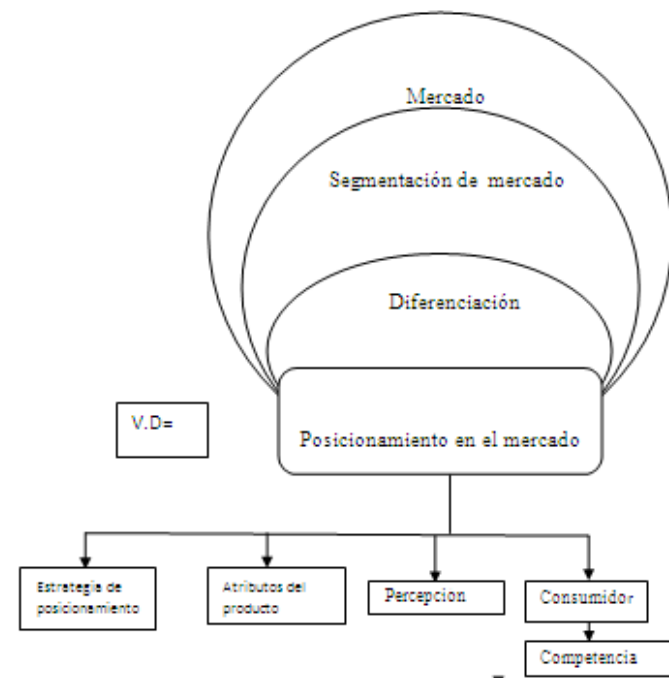 Mercado
Segmentación de mercado
Diferenciación
V.D=
Posicionamiento en el mercado
Estrategia de
posicionamiento
Atributos del
producto
Percepcion
Consumidor
Competencia